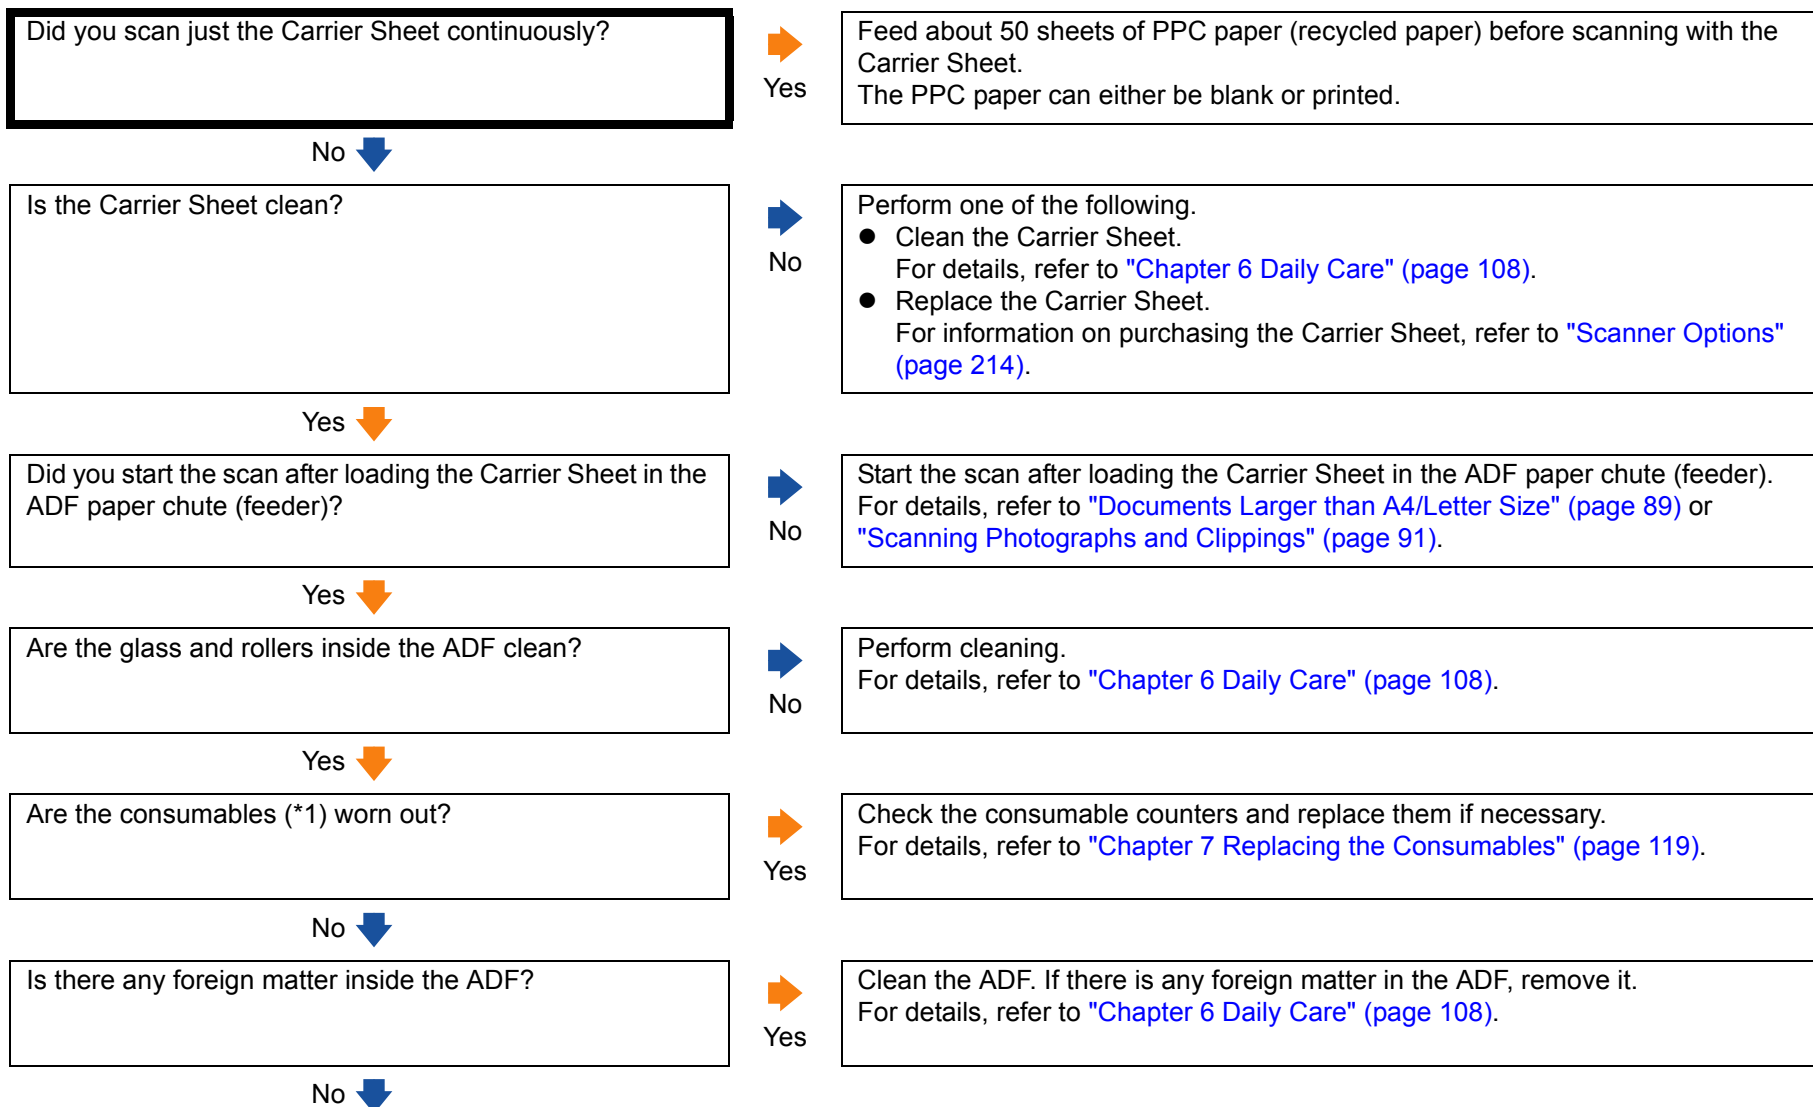 Did you scan just the Carrier Sheet continuously?
Yes
Feed about 50 sheets of PPC paper (recycled paper) before scanning with the
Carrier Sheet.
The PPC paper can either be blank or printed.
No
Is the Carrier Sheet clean?
No
Perform one of the following.
● Clean the Carrier Sheet.
For details, refer to "Chapter 6 Daily Care" (page 108).
● Replace the Carrier Sheet.
For information on purchasing the Carrier Sheet, refer to "Scanner Options"
(page 214).
Yes
Did you start the scan after loading the Carrier Sheet in the
ADF paper chute (feeder)?
No
Start the scan after loading the Carrier Sheet in the ADF paper chute (feeder).
For details, refer to "Documents Larger than A4/Letter Size" (page 89) or
"Scanning Photographs and Clippings" (page 91).
Yes
Are the glass and rollers inside the ADF clean?
No
Perform cleaning.
For details, refer to "Chapter 6 Daily Care" (page 108).
Yes
Are the consumables (*1) worn out?
Yes
Check the consumable counters and replace them if necessary.
For details, refer to "Chapter 7 Replacing the Consumables" (page 119).
No
Is there any foreign matter inside the ADF?
Yes
Clean the ADF. If there is any foreign matter in the ADF, remove it.
For details, refer to "Chapter 6 Daily Care" (page 108).
No